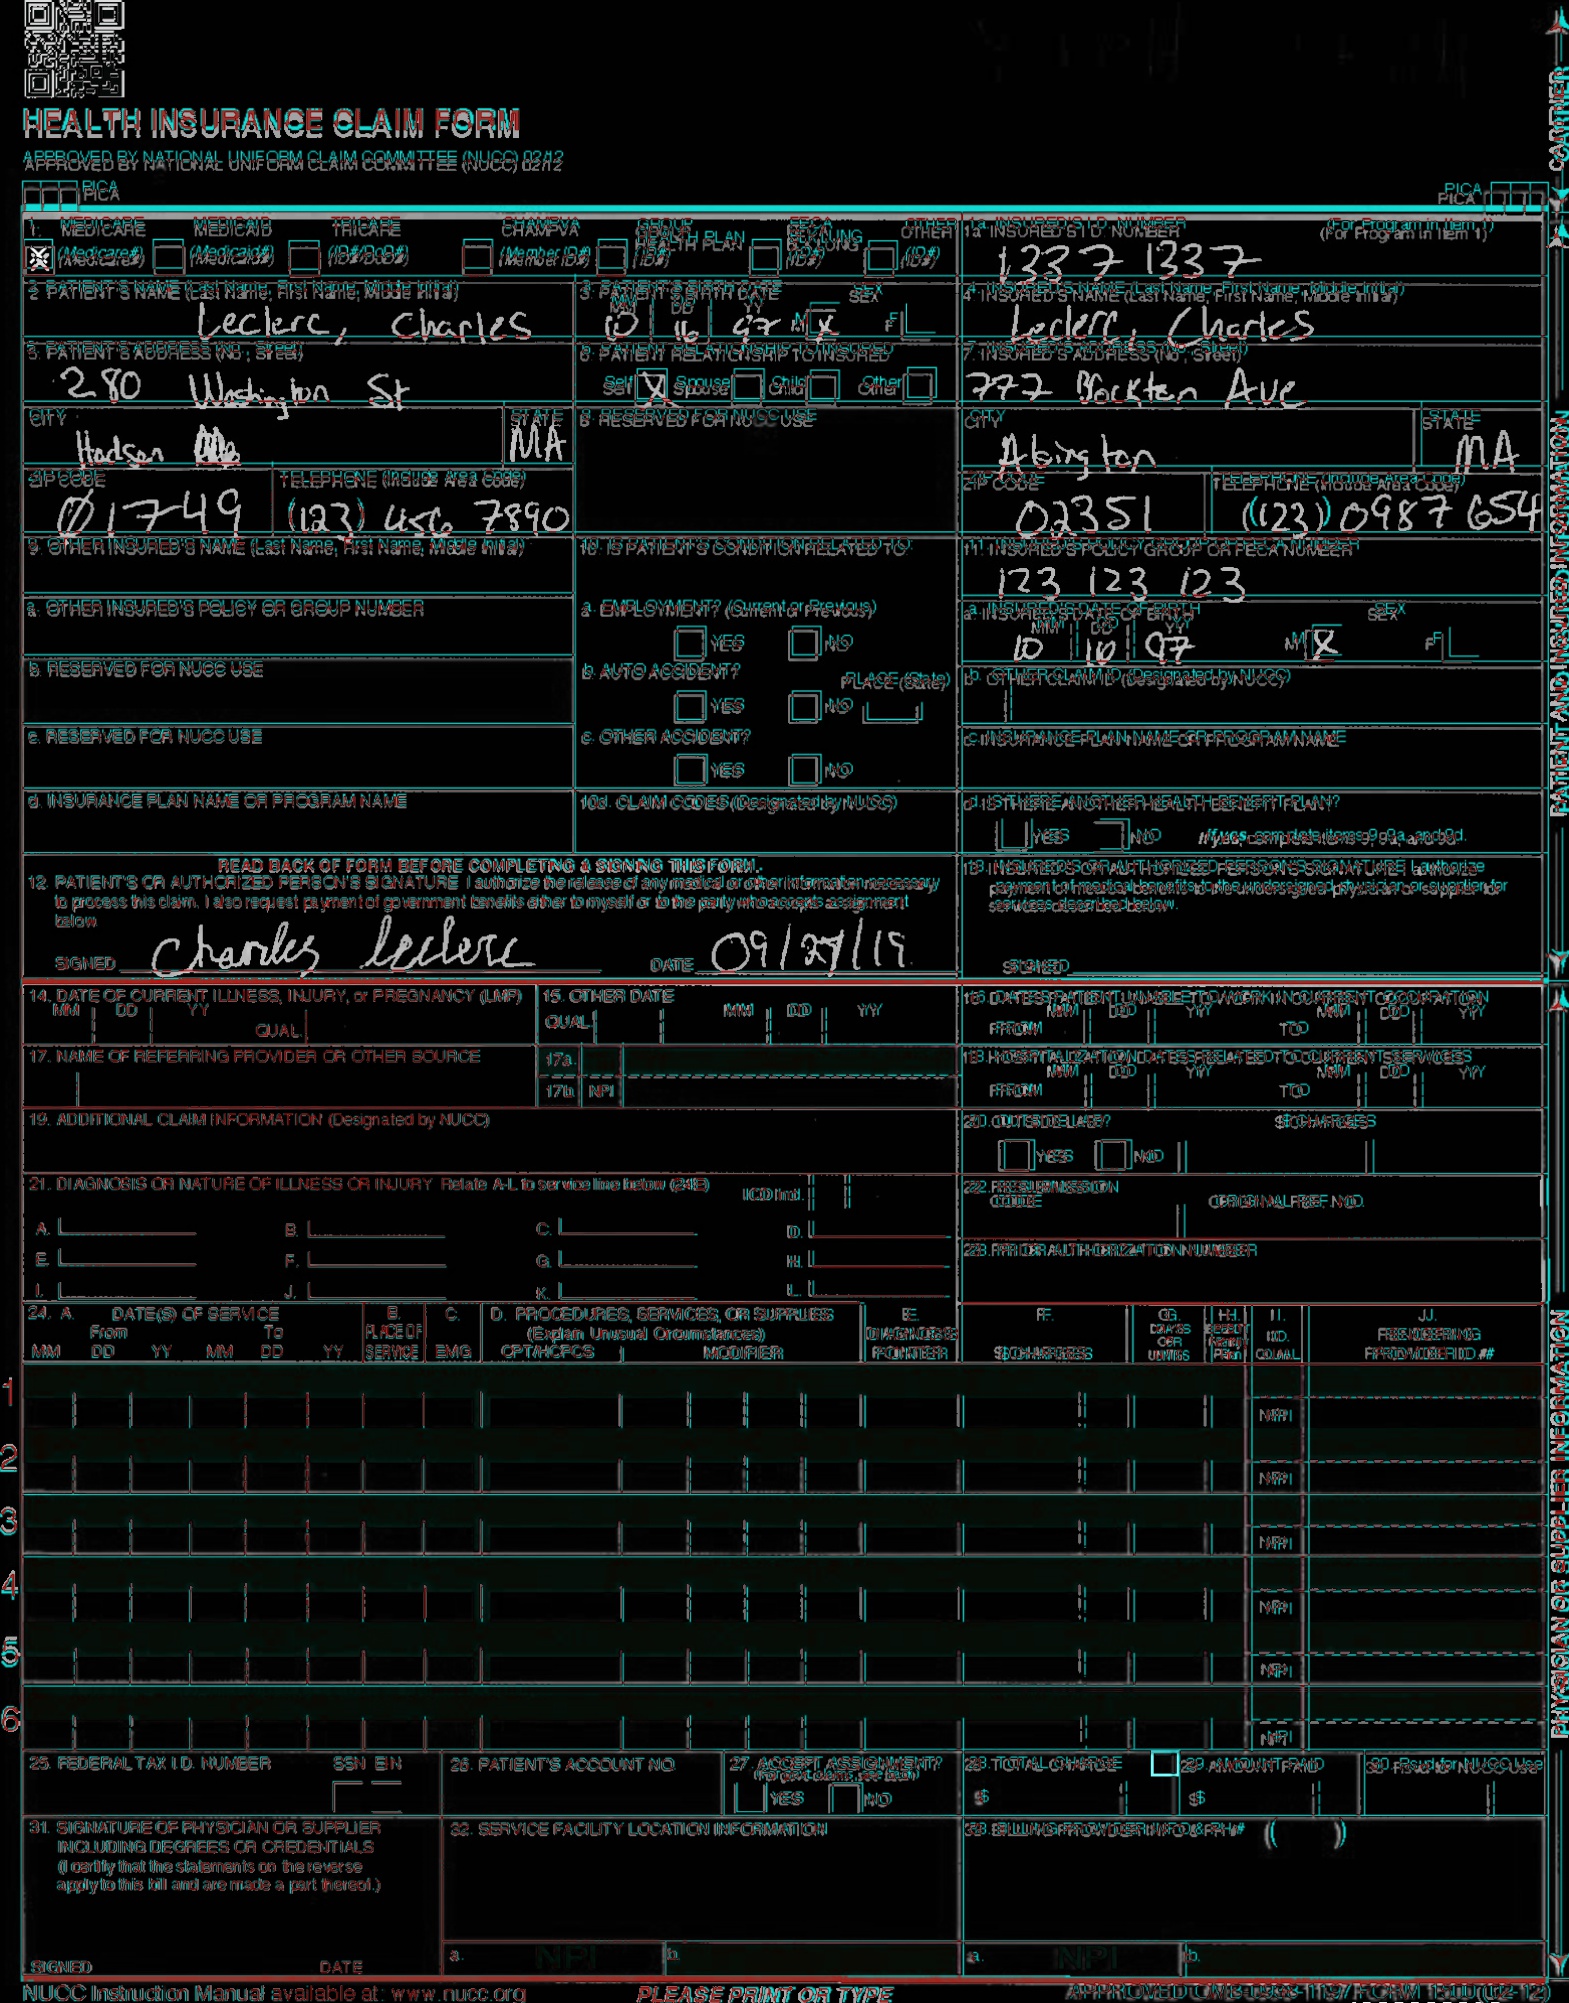 HEALTH INSURANCE CLAIM FORM
APPROVED BY NATIONAL UNIFORM CLAIM COMMITTEE (NUCC) 02/12
PICA
PICA
CARRIER
1. MEDICARE MEDICAID TRICARE CHAMPVA GROUP HEALTH PLAN FECA BLK LUNG OTHER
(Medicare#) (Medicaid#) (ID#/DoD#) (Member ID#) (ID#) (ID#) (ID#)
1a. INSURED'S I.D. NUMBER (For Program in Item 1)
1337 1337
2. PATIENT'S NAME (Last Name, First Name, Middle Initial)
Leclerc, Charles
3. PATIENT'S BIRTH DATE SEX
MM DD YY
10 16 97 M X F
4. INSURED'S NAME (Last Name, First Name, Middle Initial)
Leclerc, Charles
5. PATIENT'S ADDRESS (No., Street)
280 Washington St
6. PATIENT RELATIONSHIP TO INSURED
Self X Spouse Child Other
7. INSURED'S ADDRESS (No., Street)
777 Brockton Ave
CITY STATE
Hudson MA
8. RESERVED FOR NUCC USE
CITY STATE
Abington MA
ZIP CODE TELEPHONE (Include Area Code)
01749 (123) 456 7890
ZIP CODE TELEPHONE (Include Area Code)
02351 (123) 0987 654
9. OTHER INSURED'S NAME (Last Name, First Name, Middle Initial)
10. IS PATIENT'S CONDITION RELATED TO:
11. INSURED'S POLICY GROUP OR FECA NUMBER
123 123 123
a. OTHER INSURED'S POLICY OR GROUP NUMBER
a. EMPLOYMENT? (Current or Previous)
YES NO
a. INSURED'S DATE OF BIRTH SEX
MM DD YY
10 16 97 M X F
b. RESERVED FOR NUCC USE
b. AUTO ACCIDENT? PLACE (State)
YES NO
b. OTHER CLAIM ID (Designated by NUCC)
c. RESERVED FOR NUCC USE
c. OTHER ACCIDENT?
YES NO
c. INSURANCE PLAN NAME OR PROGRAM NAME
d. INSURANCE PLAN NAME OR PROGRAM NAME
10d. CLAIM CODES (Designated by NUCC)
d. IS THERE ANOTHER HEALTH BENEFIT PLAN?
YES NO If yes, complete items 9, 9a, and 9d.
READ BACK OF FORM BEFORE COMPLETING & SIGNING THIS FORM.
12. PATIENT'S OR AUTHORIZED PERSON'S SIGNATURE I authorize the release of any medical or other information necessary
to process this claim. I also request payment of government benefits either to myself or to the party who accepts assignment
below.
SIGNED Charles Leclerc DATE 09/27/19
13. INSURED'S OR AUTHORIZED PERSON'S SIGNATURE I authorize
payment of medical benefits to the undersigned physician or supplier for
services described below.
SIGNED
PATIENT AND INSURED INFORMATION
14. DATE OF CURRENT ILLNESS, INJURY, or PREGNANCY (LMP)
MM DD YY
QUAL.
15. OTHER DATE
QUAL. MM DD YY
16. DATES PATIENT UNABLE TO WORK IN CURRENT OCCUPATION
MM DD YY MM DD YY
FROM TO
17. NAME OF REFERRING PROVIDER OR OTHER SOURCE
17a.
17b. NPI
18. HOSPITALIZATION DATES RELATED TO CURRENT SERVICES
MM DD YY MM DD YY
FROM TO
19. ADDITIONAL CLAIM INFORMATION (Designated by NUCC)
20. OUTSIDE LAB? $ CHARGES
YES NO
21. DIAGNOSIS OR NATURE OF ILLNESS OR INJURY Relate A-L to service line below (24E)
ICD Ind.
A. B. C. D.
E. F. G. H.
I. J. K. L.
22. RESUBMISSION CODE ORIGINAL REF. NO.
23. PRIOR AUTHORIZATION NUMBER
24. A. DATE(S) OF SERVICE
From To
MM DD YY MM DD YY
B. PLACE OF SERVICE
C. EMG
D. PROCEDURES, SERVICES, OR SUPPLIES
(Explain Unusual Circumstances)
CPT/HCPCS MODIFIER
E. DIAGNOSIS POINTER
F. $ CHARGES
G. DAYS OR UNITS
H. EPSDT Family Plan
I. ID. QUAL.
J. RENDERING PROVIDER ID. #
1 NPI
2 NPI
3 NPI
4 NPI
5 NPI
6 NPI
PHYSICIAN OR SUPPLIER INFORMATION
25. FEDERAL TAX I.D. NUMBER SSN EIN
26. PATIENT'S ACCOUNT NO.
27. ACCEPT ASSIGNMENT?
(For govt. claims, see back)
YES NO
28. TOTAL CHARGE
$
29. AMOUNT PAID
$
30. Rsvd for NUCC Use
31. SIGNATURE OF PHYSICIAN OR SUPPLIER
INCLUDING DEGREES OR CREDENTIALS
(I certify that the statements on the reverse
apply to this bill and are made a part thereof.)
SIGNED DATE
32. SERVICE FACILITY LOCATION INFORMATION
a. NPI b.
33. BILLING PROVIDER INFO & PH# ( )
a. NPI b.
NUCC Instruction Manual available at: www.nucc.org
PLEASE PRINT OR TYPE
APPROVED OMB-0938-1197 FORM 1500 (02-12)